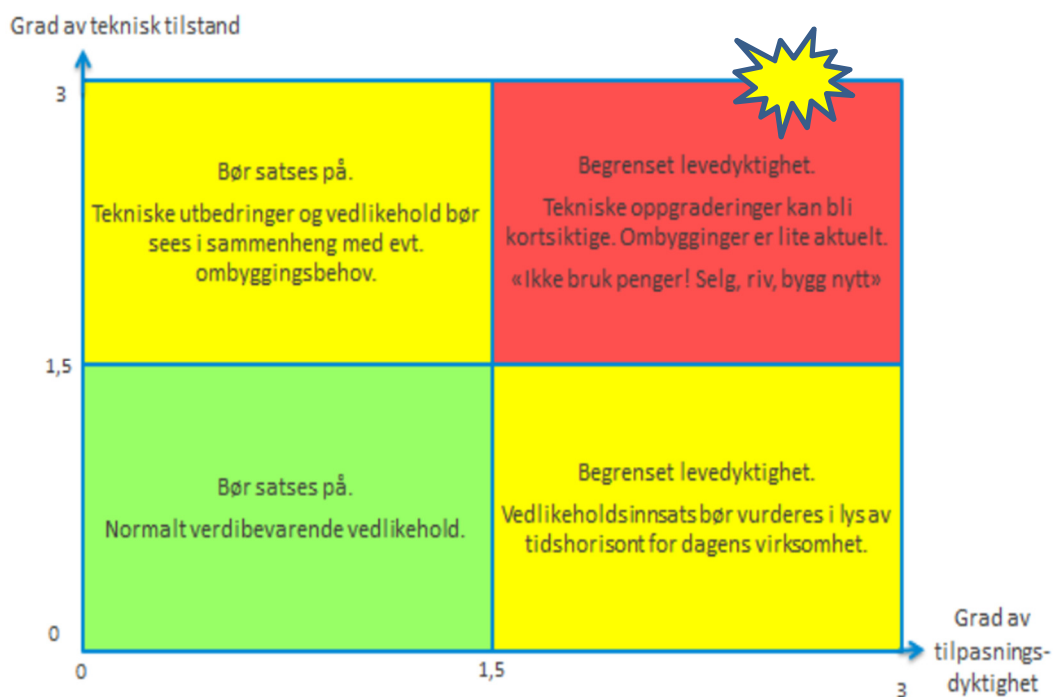 Grad av teknisk tilstand
3
Bør satses på.
Tekniske utbedringer og vedlikehold bør
sees i sammenheng med evt.
ombyggingsbehov.
Begrenset levedyktighet.
Tekniske oppgraderinger kan bli
kortsiktige. Ombygginger er lite aktuelt.
«Ikke bruk penger! Selg, riv, bygg nytt»
1,5
Bør satses på.
Normalt verdibevarende vedlikehold.
Begrenset levedyktighet.
Vedlikeholdsinnsats bør vurderes i lys av
tidshorisont for dagens virksomhet.
0
0
1,5
3
Grad av
tilpasnings-
dyktighet